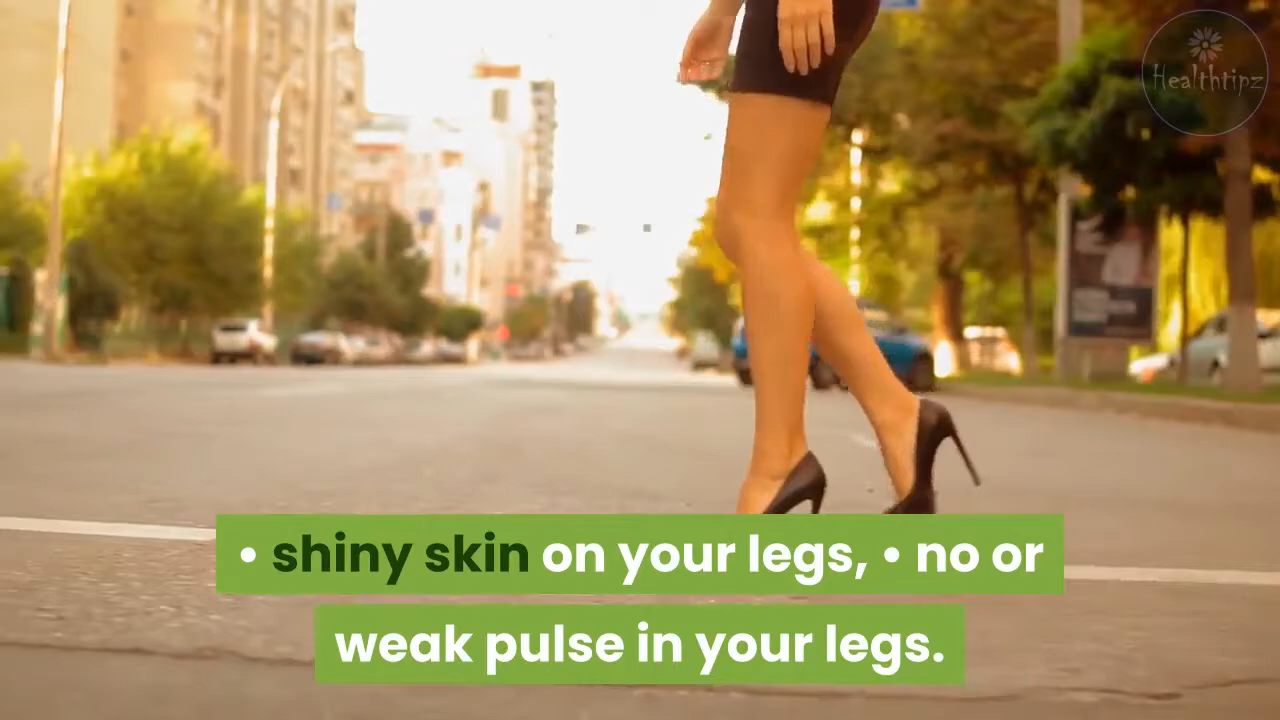 Healthtipz
• shiny skin on your legs, • no or
weak pulse in your legs.